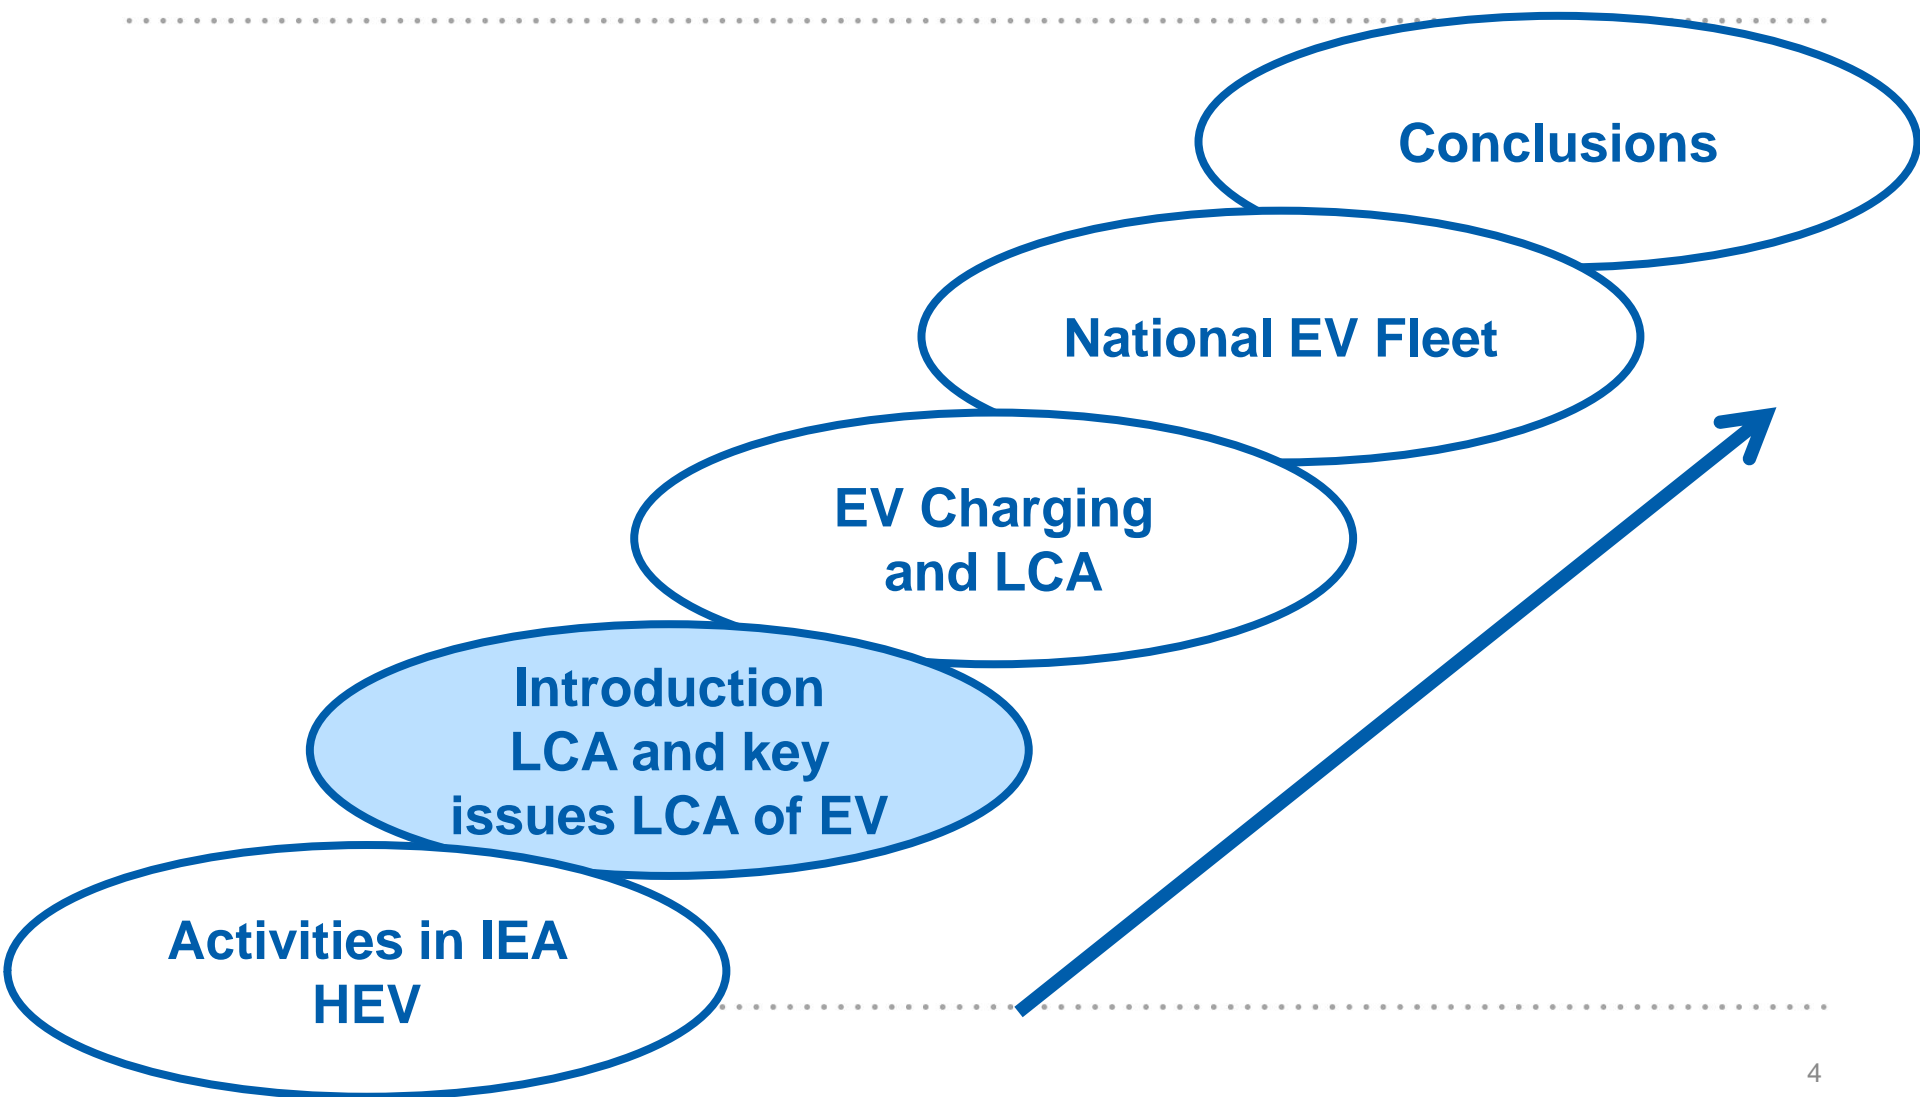 Conclusions
National EV Fleet
EV Charging
and LCA
Introduction
LCA and key
issues LCA of EV
Activities in IEA
HEV
4